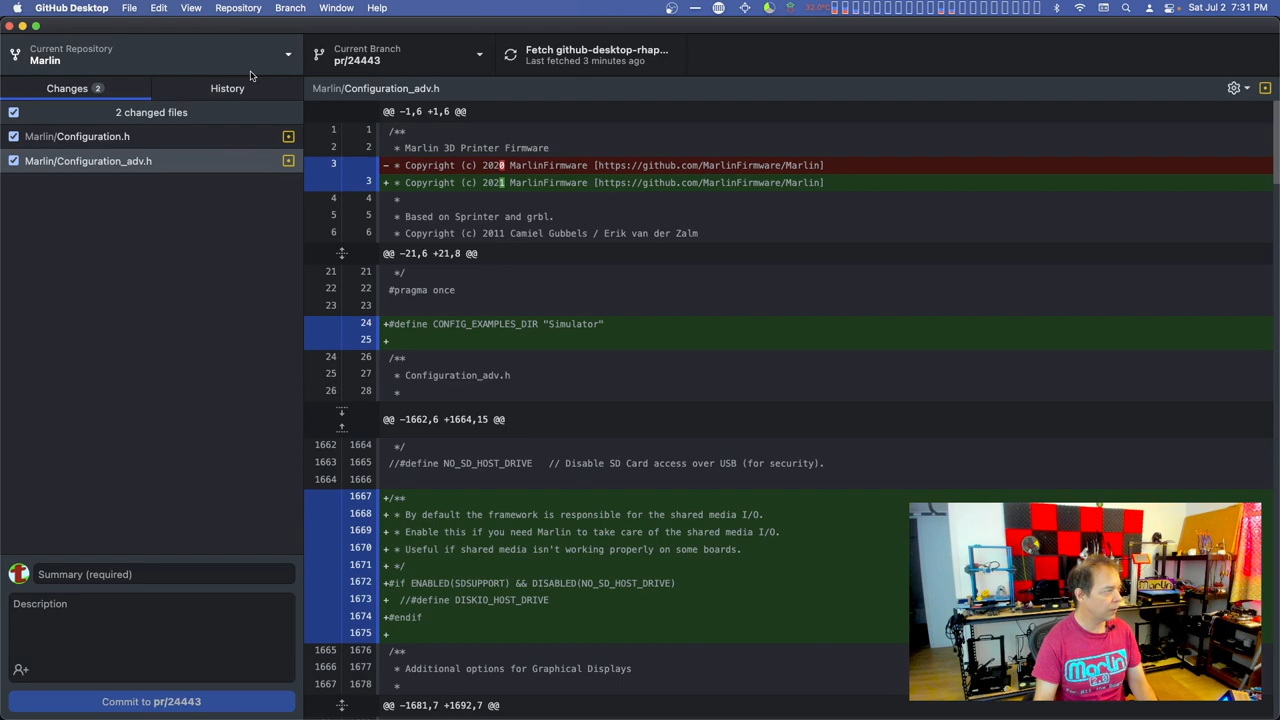 GitHub Desktop File Edit View Repository Branch Window Help
32.0°C Sat Jul 2 7:31 PM
Current Repository
Marlin
Current Branch
pr/24443
Fetch github-desktop-rhap...
Last fetched 3 minutes ago
Changes 2
History
Marlin/Configuration_adv.h
2 changed files
Marlin/Configuration.h
Marlin/Configuration_adv.h
@@ -1,6 +1,6 @@
1 1 /**
2 2 * Marlin 3D Printer Firmware
3 - * Copyright (c) 2020 MarlinFirmware [https://github.com/MarlinFirmware/Marlin]
3 + * Copyright (c) 2021 MarlinFirmware [https://github.com/MarlinFirmware/Marlin]
4 4 *
5 5 * Based on Sprinter and grbl.
6 6 * Copyright (c) 2011 Camiel Gubbels / Erik van der Zalm
@@ -21,6 +21,8 @@
21 21 */
22 22 #pragma once
23 23
24 +#define CONFIG_EXAMPLES_DIR "Simulator"
25 +
24 26 /**
25 27 * Configuration_adv.h
26 28 *
@@ -1662,6 +1664,15 @@
1662 1664 */
1663 1665 //#define NO_SD_HOST_DRIVE // Disable SD Card access over USB (for security).
1664 1666
1667 +/**
1668 + * By default the framework is responsible for the shared media I/O.
1669 + * Enable this if you need Marlin to take care of the shared media I/O.
1670 + * Useful if shared media isn't working properly on some boards.
1671 + */
1672 +#if ENABLED(SDSUPPORT) && DISABLED(NO_SD_HOST_DRIVE)
1673 + //#define DISKIO_HOST_DRIVE
1674 +#endif
1675 +
1665 1676 /**
1666 1677 * Additional options for Graphical Displays
1667 1678 *
@@ -1681,7 +1692,7 @@
Summary (required)
Description
Commit to pr/24443
Marlin
2.0